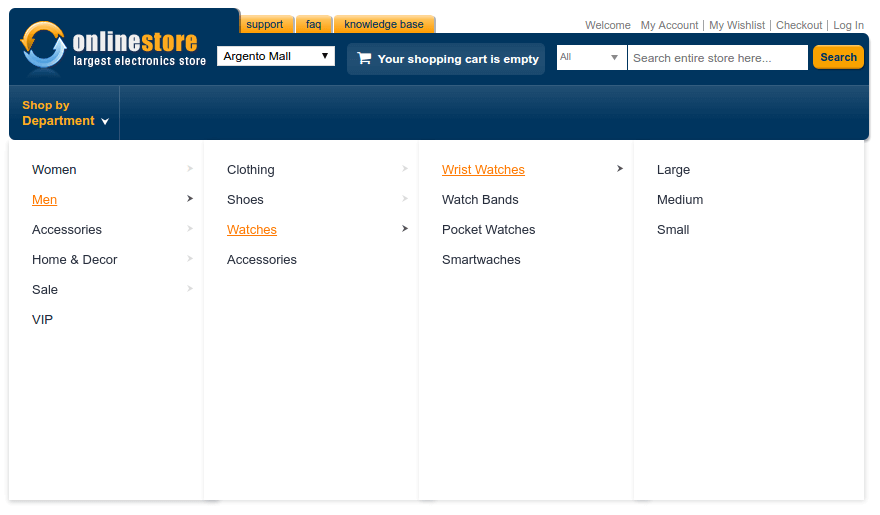 support faq knowledge base
Welcome My Account | My Wishlist | Checkout | Log In
onlinestore
largest electronics store
Argento Mall
Your shopping cart is empty
All
Search entire store here...
Search
Shop by
Department
Women
Men
Accessories
Home & Decor
Sale
VIP
Clothing
Shoes
Watches
Accessories
Wrist Watches
Watch Bands
Pocket Watches
Smartwaches
Large
Medium
Small